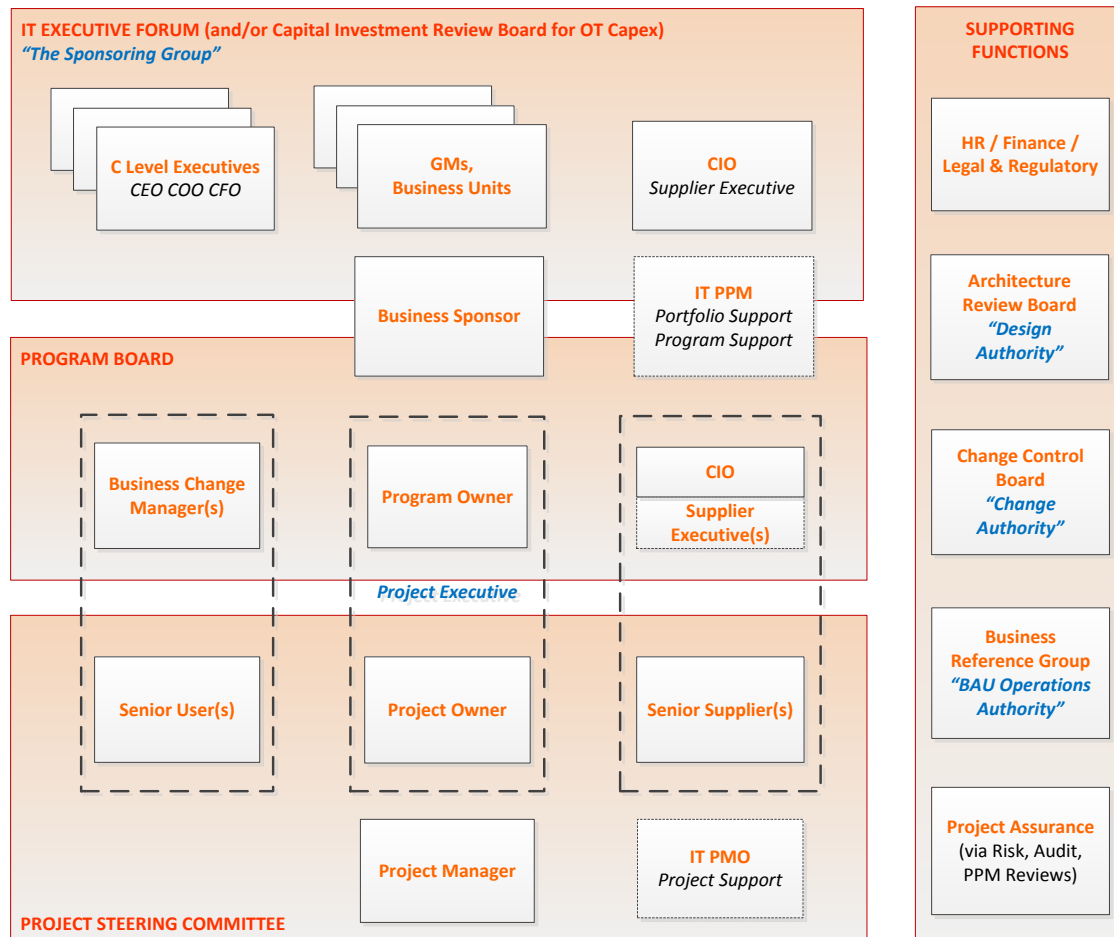 IT EXECUTIVE FORUM (and/or Capital Investment Review Board for OT Capex)
“The Sponsoring Group”
C Level Executives
CEO COO CFO
GMs,
Business Units
CIO
Supplier Executive
Business Sponsor
IT PPM
Portfolio Support
Program Support
PROGRAM BOARD
Business Change
Manager(s)
Program Owner
CIO
Supplier
Executive(s)
Project Executive
Senior User(s)
Project Owner
Senior Supplier(s)
Project Manager
IT PMO
Project Support
PROJECT STEERING COMMITTEE
SUPPORTING
FUNCTIONS
HR / Finance /
Legal & Regulatory
Architecture
Review Board
“Design
Authority”
Change Control
Board
“Change
Authority”
Business
Reference Group
“BAU Operations
Authority”
Project Assurance
(via Risk, Audit,
PPM Reviews)